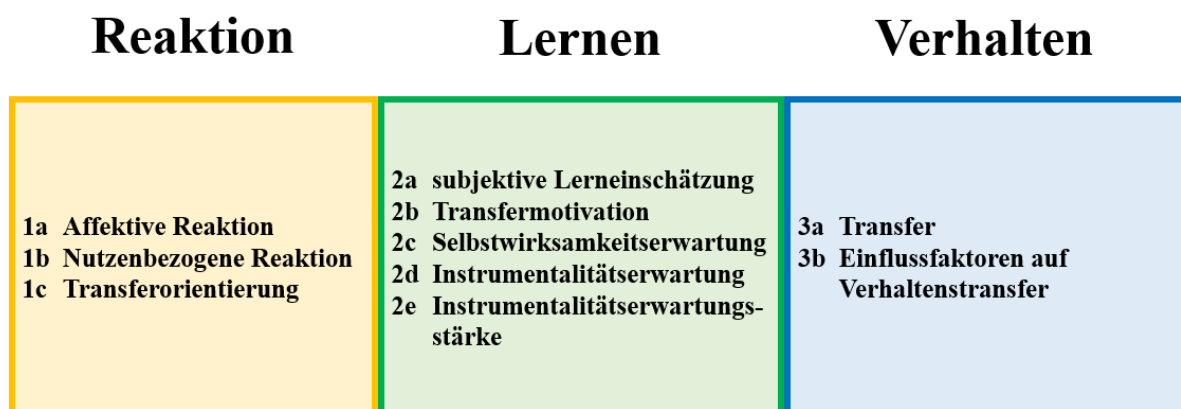 Reaktion
Lernen
Verhalten
1a Affektive Reaktion
1b Nutzenbezogene Reaktion
1c Transferorientierung
2a subjektive Lerneinschätzung
2b Transfermotivation
2c Selbstwirksamkeitserwartung
2d Instrumentalitätserwartung
2e Instrumentalitätserwartungs-
stärke
3a Transfer
3b Einflussfaktoren auf
Verhaltenstransfer